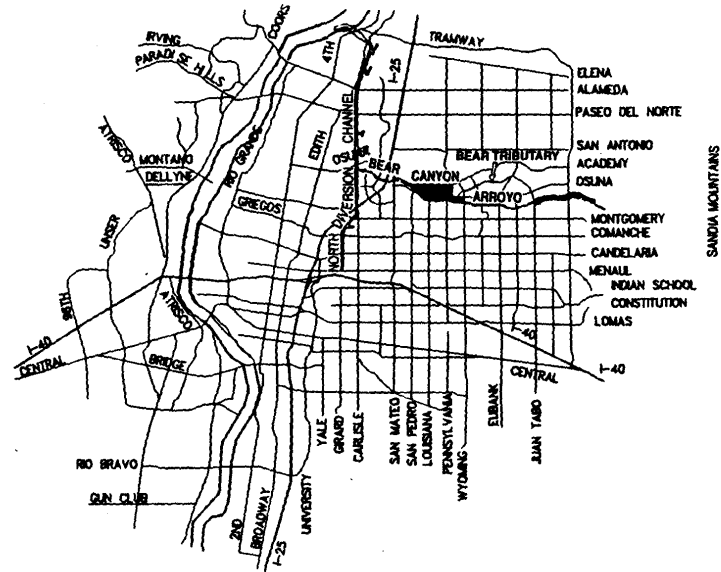 COORS
IRVING
PARADISE HILLS
4TH
TRAMWAY
I-25
ELENA
ALAMEDA
PASEO DEL NORTE
SAN ANTONIO
ACADEMY
OSUNA
MONTGOMERY
COMANCHE
CANDELARIA
MENAUL
INDIAN SCHOOL
CONSTITUTION
LOMAS
SANDIA MOUNTAINS
ATRISCO
MONTANO
DELLYNE
RIO GRANDE
EDITH
OSUNA
NORTH DIVERSION CHANNEL
BEAR CANYON ARROYO
BEAR TRIBUTARY
GRIEGOS
UNSER
98TH
ATRISCO
I-40
CENTRAL
BRIDGE
I-40
CENTRAL
I-40
YALE
GIRARD
CARLISLE
SAN MATEO
SAN PEDRO
LOUISIANA
PENNSYLVANIA
WYOMING
EUBANK
JUAN TABO
RIO BRAVO
GUN CLUB
2ND
BROADWAY
I-25
UNIVERSITY